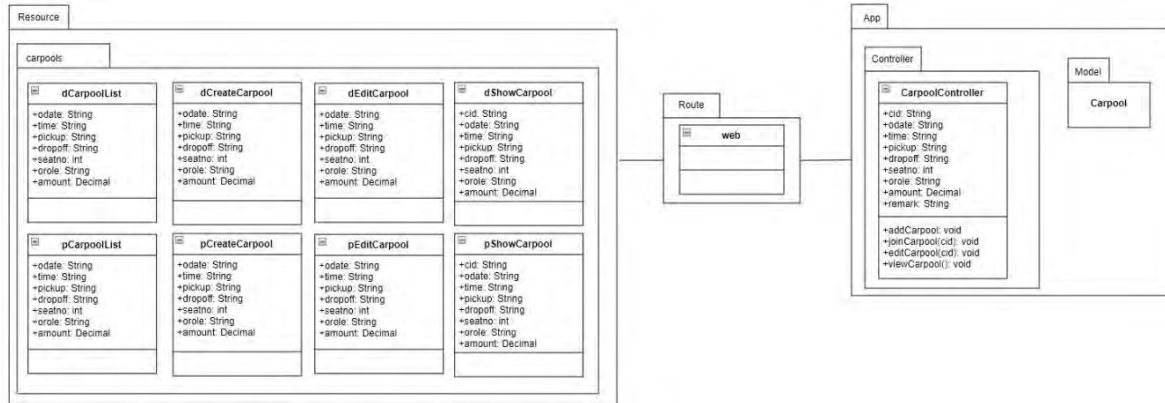 Resource
carpools
dCarpoolList
+odate: String
+time: String
+pickup: String
+dropoff: String
+seatno: int
+orole: String
+amount: Decimal
dCreateCarpool
+odate: String
+time: String
+pickup: String
+dropoff: String
+seatno: int
+orole: String
+amount: Decimal
dEditCarpool
+odate: String
+time: String
+pickup: String
+dropoff: String
+seatno: int
+orole: String
+amount: Decimal
dShowCarpool
+cid: String
+odate: String
+time: String
+pickup: String
+dropoff: String
+seatno: int
+orole: String
+amount: Decimal
pCarpoolList
+odate: String
+time: String
+pickup: String
+dropoff: String
+seatno: int
+orole: String
+amount: Decimal
pCreateCarpool
+odate: String
+time: String
+pickup: String
+dropoff: String
+seatno: int
+orole: String
+amount: Decimal
pEditCarpool
+odate: String
+time: String
+pickup: String
+dropoff: String
+seatno: int
+orole: String
+amount: Decimal
pShowCarpool
+cid: String
+odate: String
+time: String
+pickup: String
+dropoff: String
+seatno: int
+orole: String
+amount: Decimal
Route
web
App
Controller
CarpoolController
+cid: String
+odate: String
+time: String
+pickup: String
+dropoff: String
+seatno: int
+orole: String
+amount: Decimal
+remark: String
+addCarpool: void
+joinCarpool(cid): void
+editCarpool(cid): void
+viewCarpool(): void
Model
Carpool